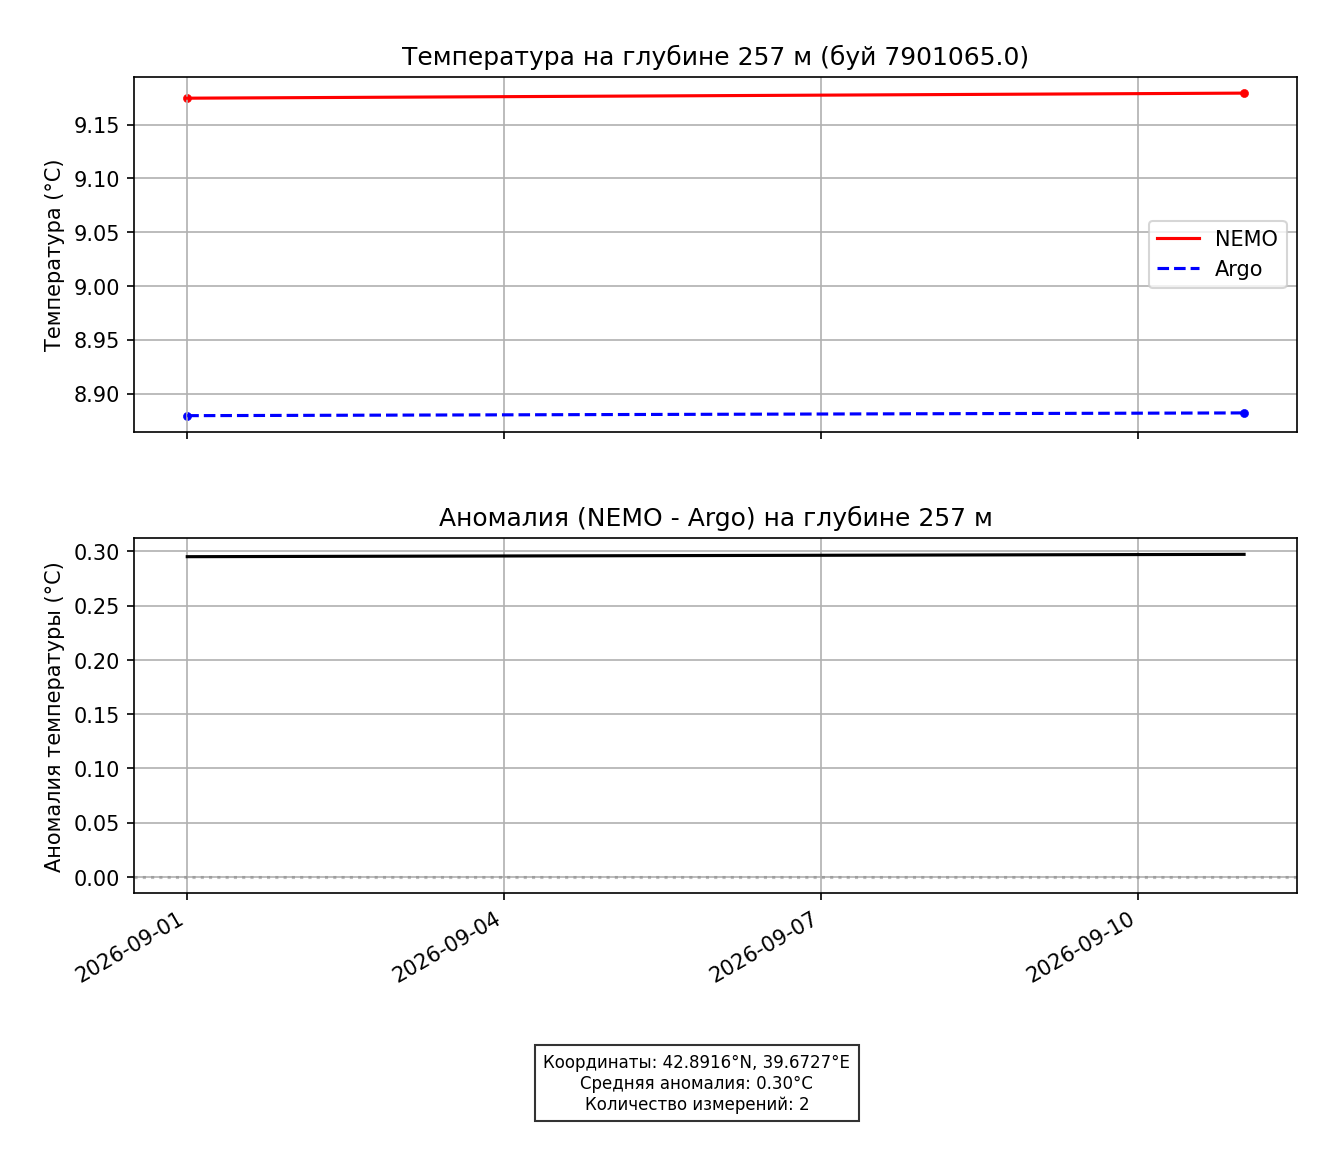 Температура на глубине 257 м (буй 7901065.0)
Температура (°C)
9.15
9.10
9.05
9.00
8.95
8.90
NEMO
Argo
Аномалия (NEMO - Argo) на глубине 257 м
Аномалия температуры (°C)
0.30
0.25
0.20
0.15
0.10
0.05
0.00
2026-09-01
2026-09-04
2026-09-07
2026-09-10
Координаты: 42.8916°N, 39.6727°E
Средняя аномалия: 0.30°C
Количество измерений: 2